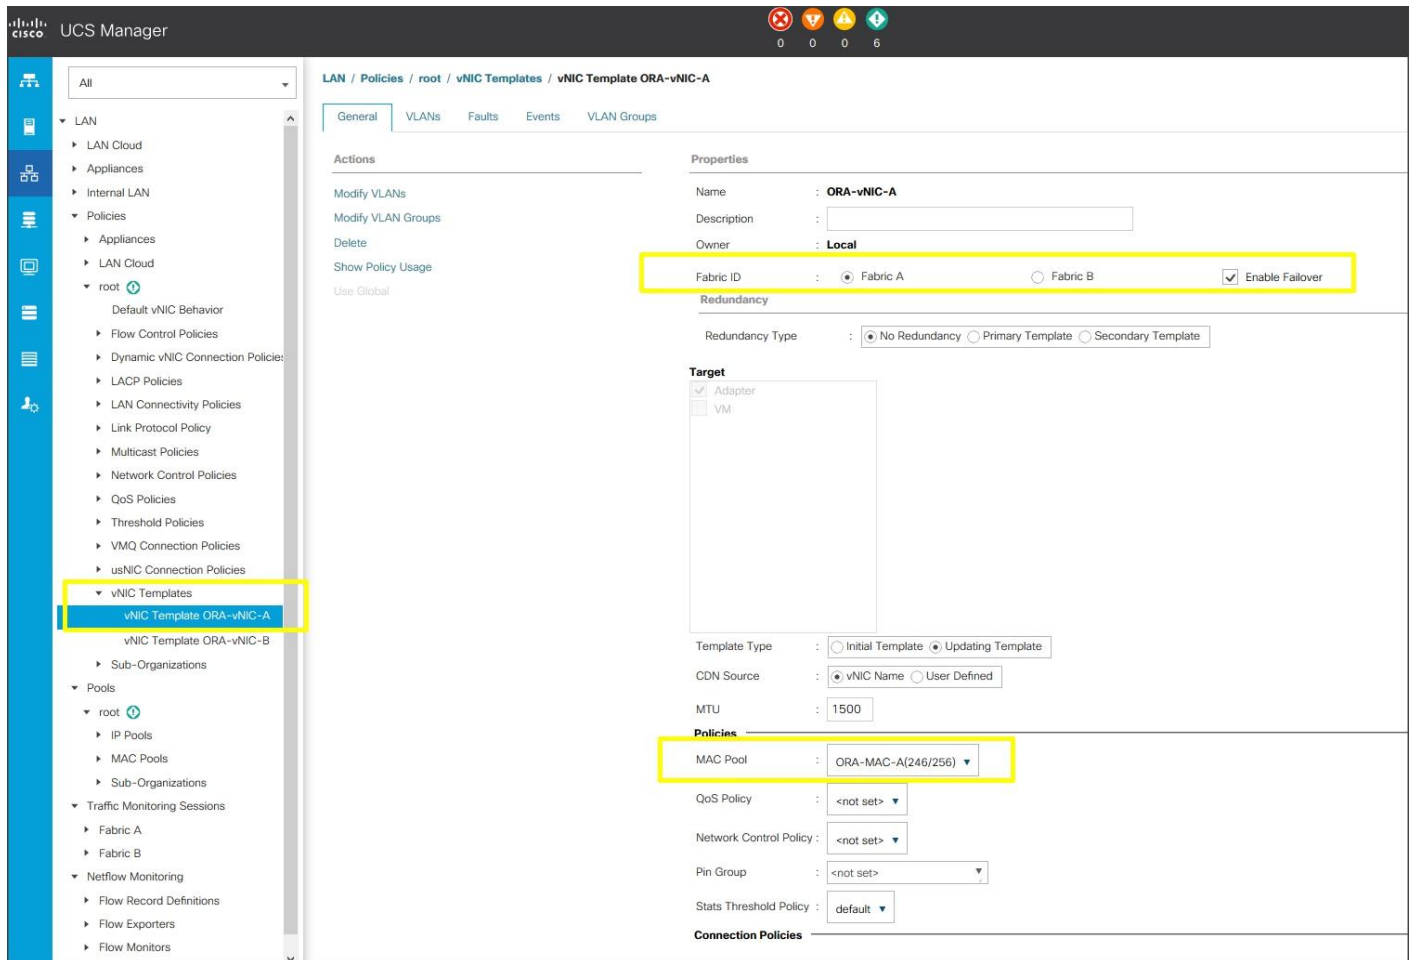 CISCO UCS Manager
0 0 0 6
All
LAN
LAN Cloud
Appliances
Internal LAN
Policies
Appliances
LAN Cloud
root
Default vNIC Behavior
Flow Control Policies
Dynamic vNIC Connection Policies
LACP Policies
LAN Connectivity Policies
Link Protocol Policy
Multicast Policies
Network Control Policies
QoS Policies
Threshold Policies
VMQ Connection Policies
usNIC Connection Policies
vNIC Templates
vNIC Template ORA-vNIC-A
vNIC Template ORA-vNIC-B
Sub-Organizations
Pools
root
IP Pools
MAC Pools
Sub-Organizations
Traffic Monitoring Sessions
Fabric A
Fabric B
Netflow Monitoring
Flow Record Definitions
Flow Exporters
Flow Monitors
LAN / Policies / root / vNIC Templates / vNIC Template ORA-vNIC-A
General VLANs Faults Events VLAN Groups
Actions
Modify VLANs
Modify VLAN Groups
Delete
Show Policy Usage
Use Global
Properties
Name : ORA-vNIC-A
Description :
Owner : Local
Fabric ID : Fabric A Fabric B Enable Failover
Redundancy
Redundancy Type : No Redundancy Primary Template Secondary Template
Target
Adapter
VM
Template Type : Initial Template Updating Template
CDN Source : vNIC Name User Defined
MTU : 1500
Policies
MAC Pool : ORA-MAC-A(246/256)
QoS Policy : <not set>
Network Control Policy : <not set>
Pin Group : <not set>
Stats Threshold Policy : default
Connection Policies